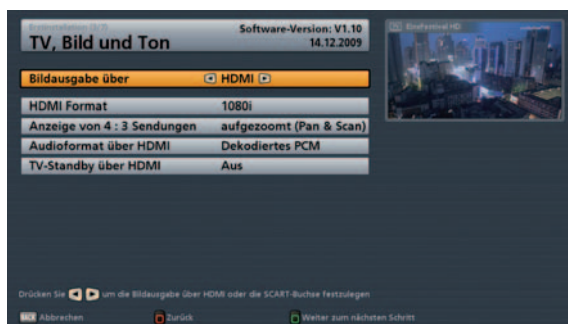 Erstinstallation
TV, Bild und Ton
Software-Version: V1.10
14.12.2009
EinsFestival HD
Bildausgabe über HDMI
HDMI Format 1080i
Anzeige von 4 : 3 Sendungen aufgezoomt (Pan & Scan)
Audioformat über HDMI Dekodiertes PCM
TV-Standby über HDMI Aus
Drücken Sie um die Bildausgabe über HDMI oder die SCART-Buchse festzulegen
BACK Abbrechen Zurück Weiter zum nächsten Schritt